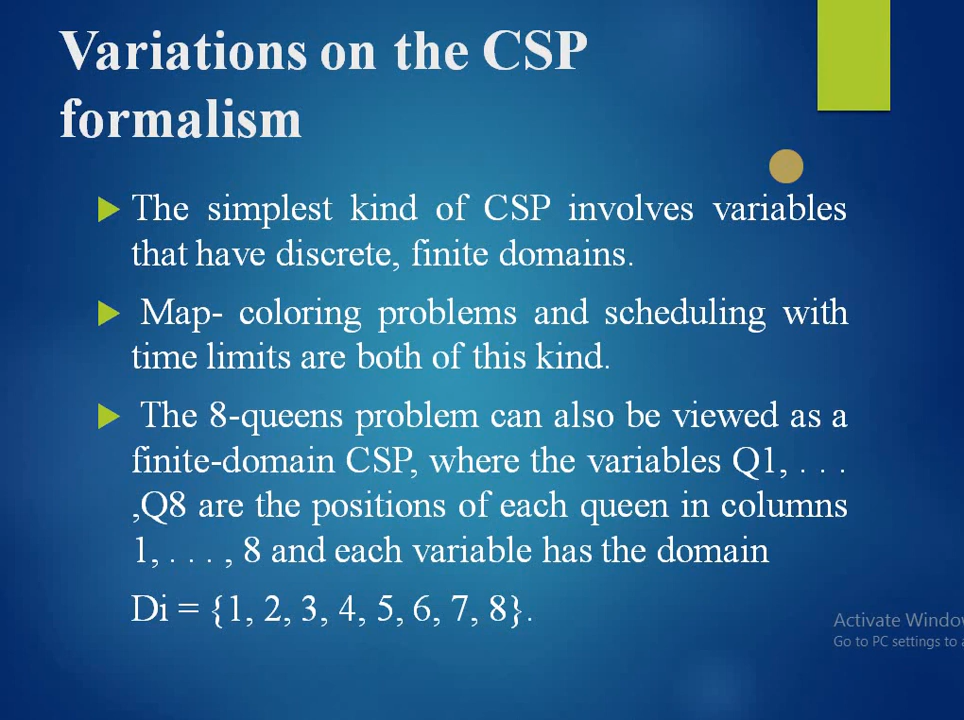 Variations on the CSP
formalism
The simplest kind of CSP involves variables
that have discrete, finite domains.
Map- coloring problems and scheduling with
time limits are both of this kind.
The 8-queens problem can also be viewed as a
finite-domain CSP, where the variables Q1, . . .
,Q8 are the positions of each queen in columns
1, . . . , 8 and each variable has the domain
Di = {1, 2, 3, 4, 5, 6, 7, 8}.
Activate Window
Go to PC settings to a